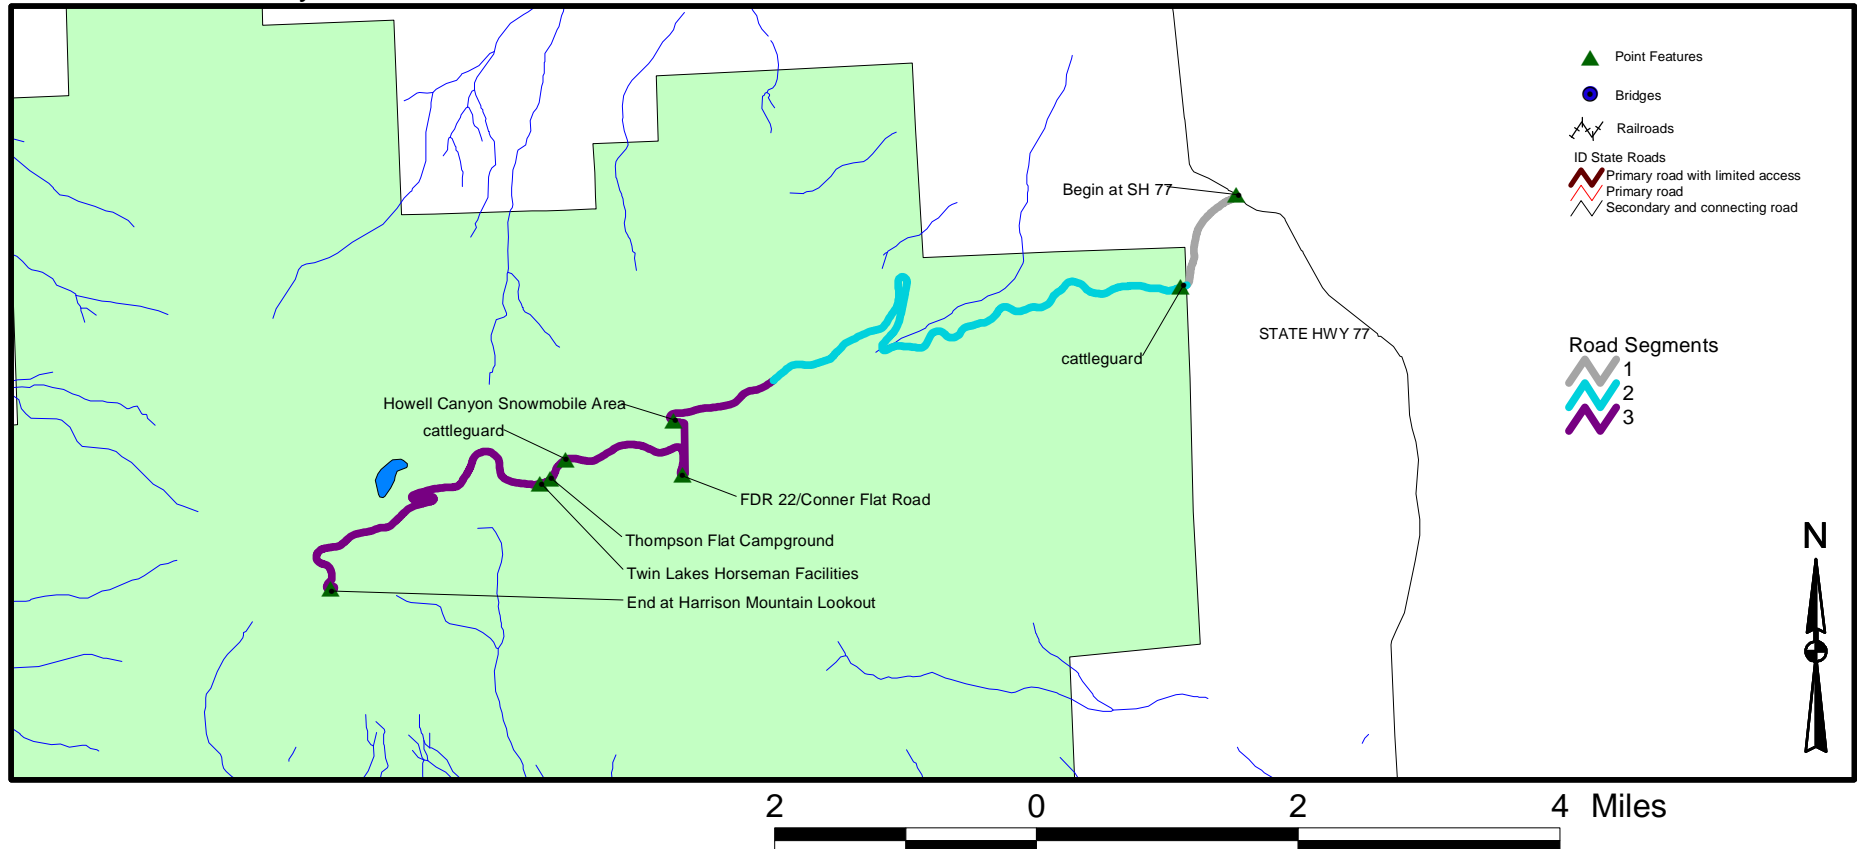 Point Features
Bridges
Railroads
ID State Roads
Primary road with limited access
Primary road
Secondary and connecting road
Begin at SH 77
STATE HWY 77
cattleguard
Road Segments
1
2
3
Howell Canyon Snowmobile Area
cattleguard
FDR 22/Conner Flat Road
Thompson Flat Campground
Twin Lakes Horseman Facilities
End at Harrison Mountain Lookout
N
2 0 2 4 Miles